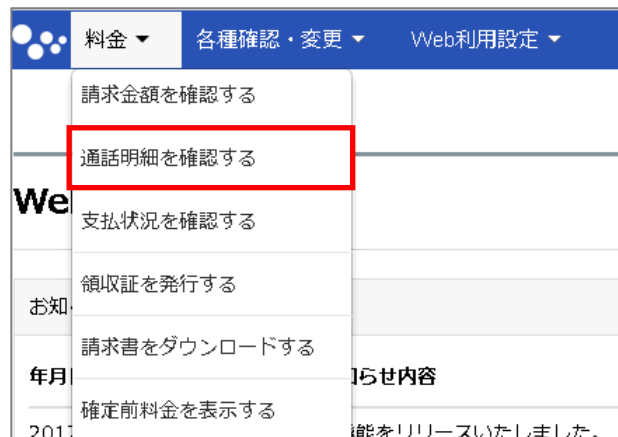 料金 ▼ 各種確認・変更 ▼ Web利用設定 ▼
請求金額を確認する
通話明細を確認する
We
支払状況を確認する
領収証を発行する
お知
請求書をダウンロードする
年月 らせ内容
確定前料金を表示する
2017 能をリリースいたしました。